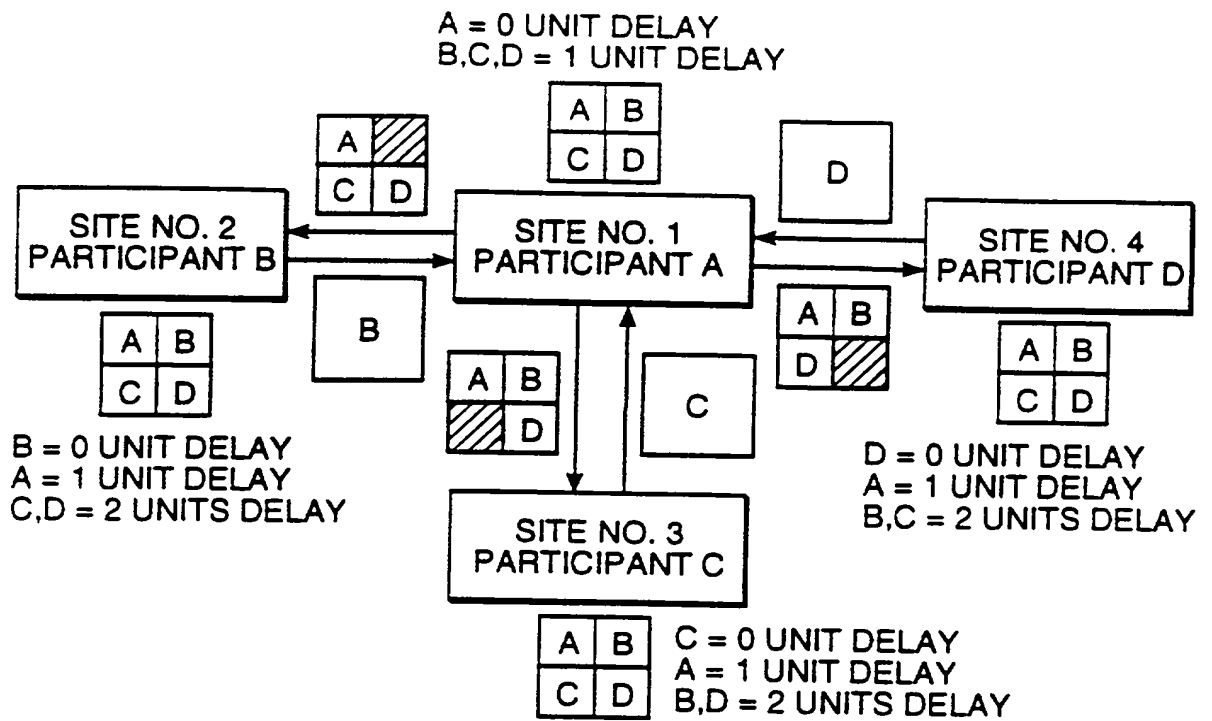 A = 0 UNIT DELAY
B,C,D = 1 UNIT DELAY
A B
C D
A
C D
D
SITE NO. 2
PARTICIPANT B
SITE NO. 1
PARTICIPANT A
SITE NO. 4
PARTICIPANT D
A B
C D
B
A B
D
C
A B
D
A B
C D
B = 0 UNIT DELAY
A = 1 UNIT DELAY
C,D = 2 UNITS DELAY
D = 0 UNIT DELAY
A = 1 UNIT DELAY
B,C = 2 UNITS DELAY
SITE NO. 3
PARTICIPANT C
A B
C D
C = 0 UNIT DELAY
A = 1 UNIT DELAY
B,D = 2 UNITS DELAY